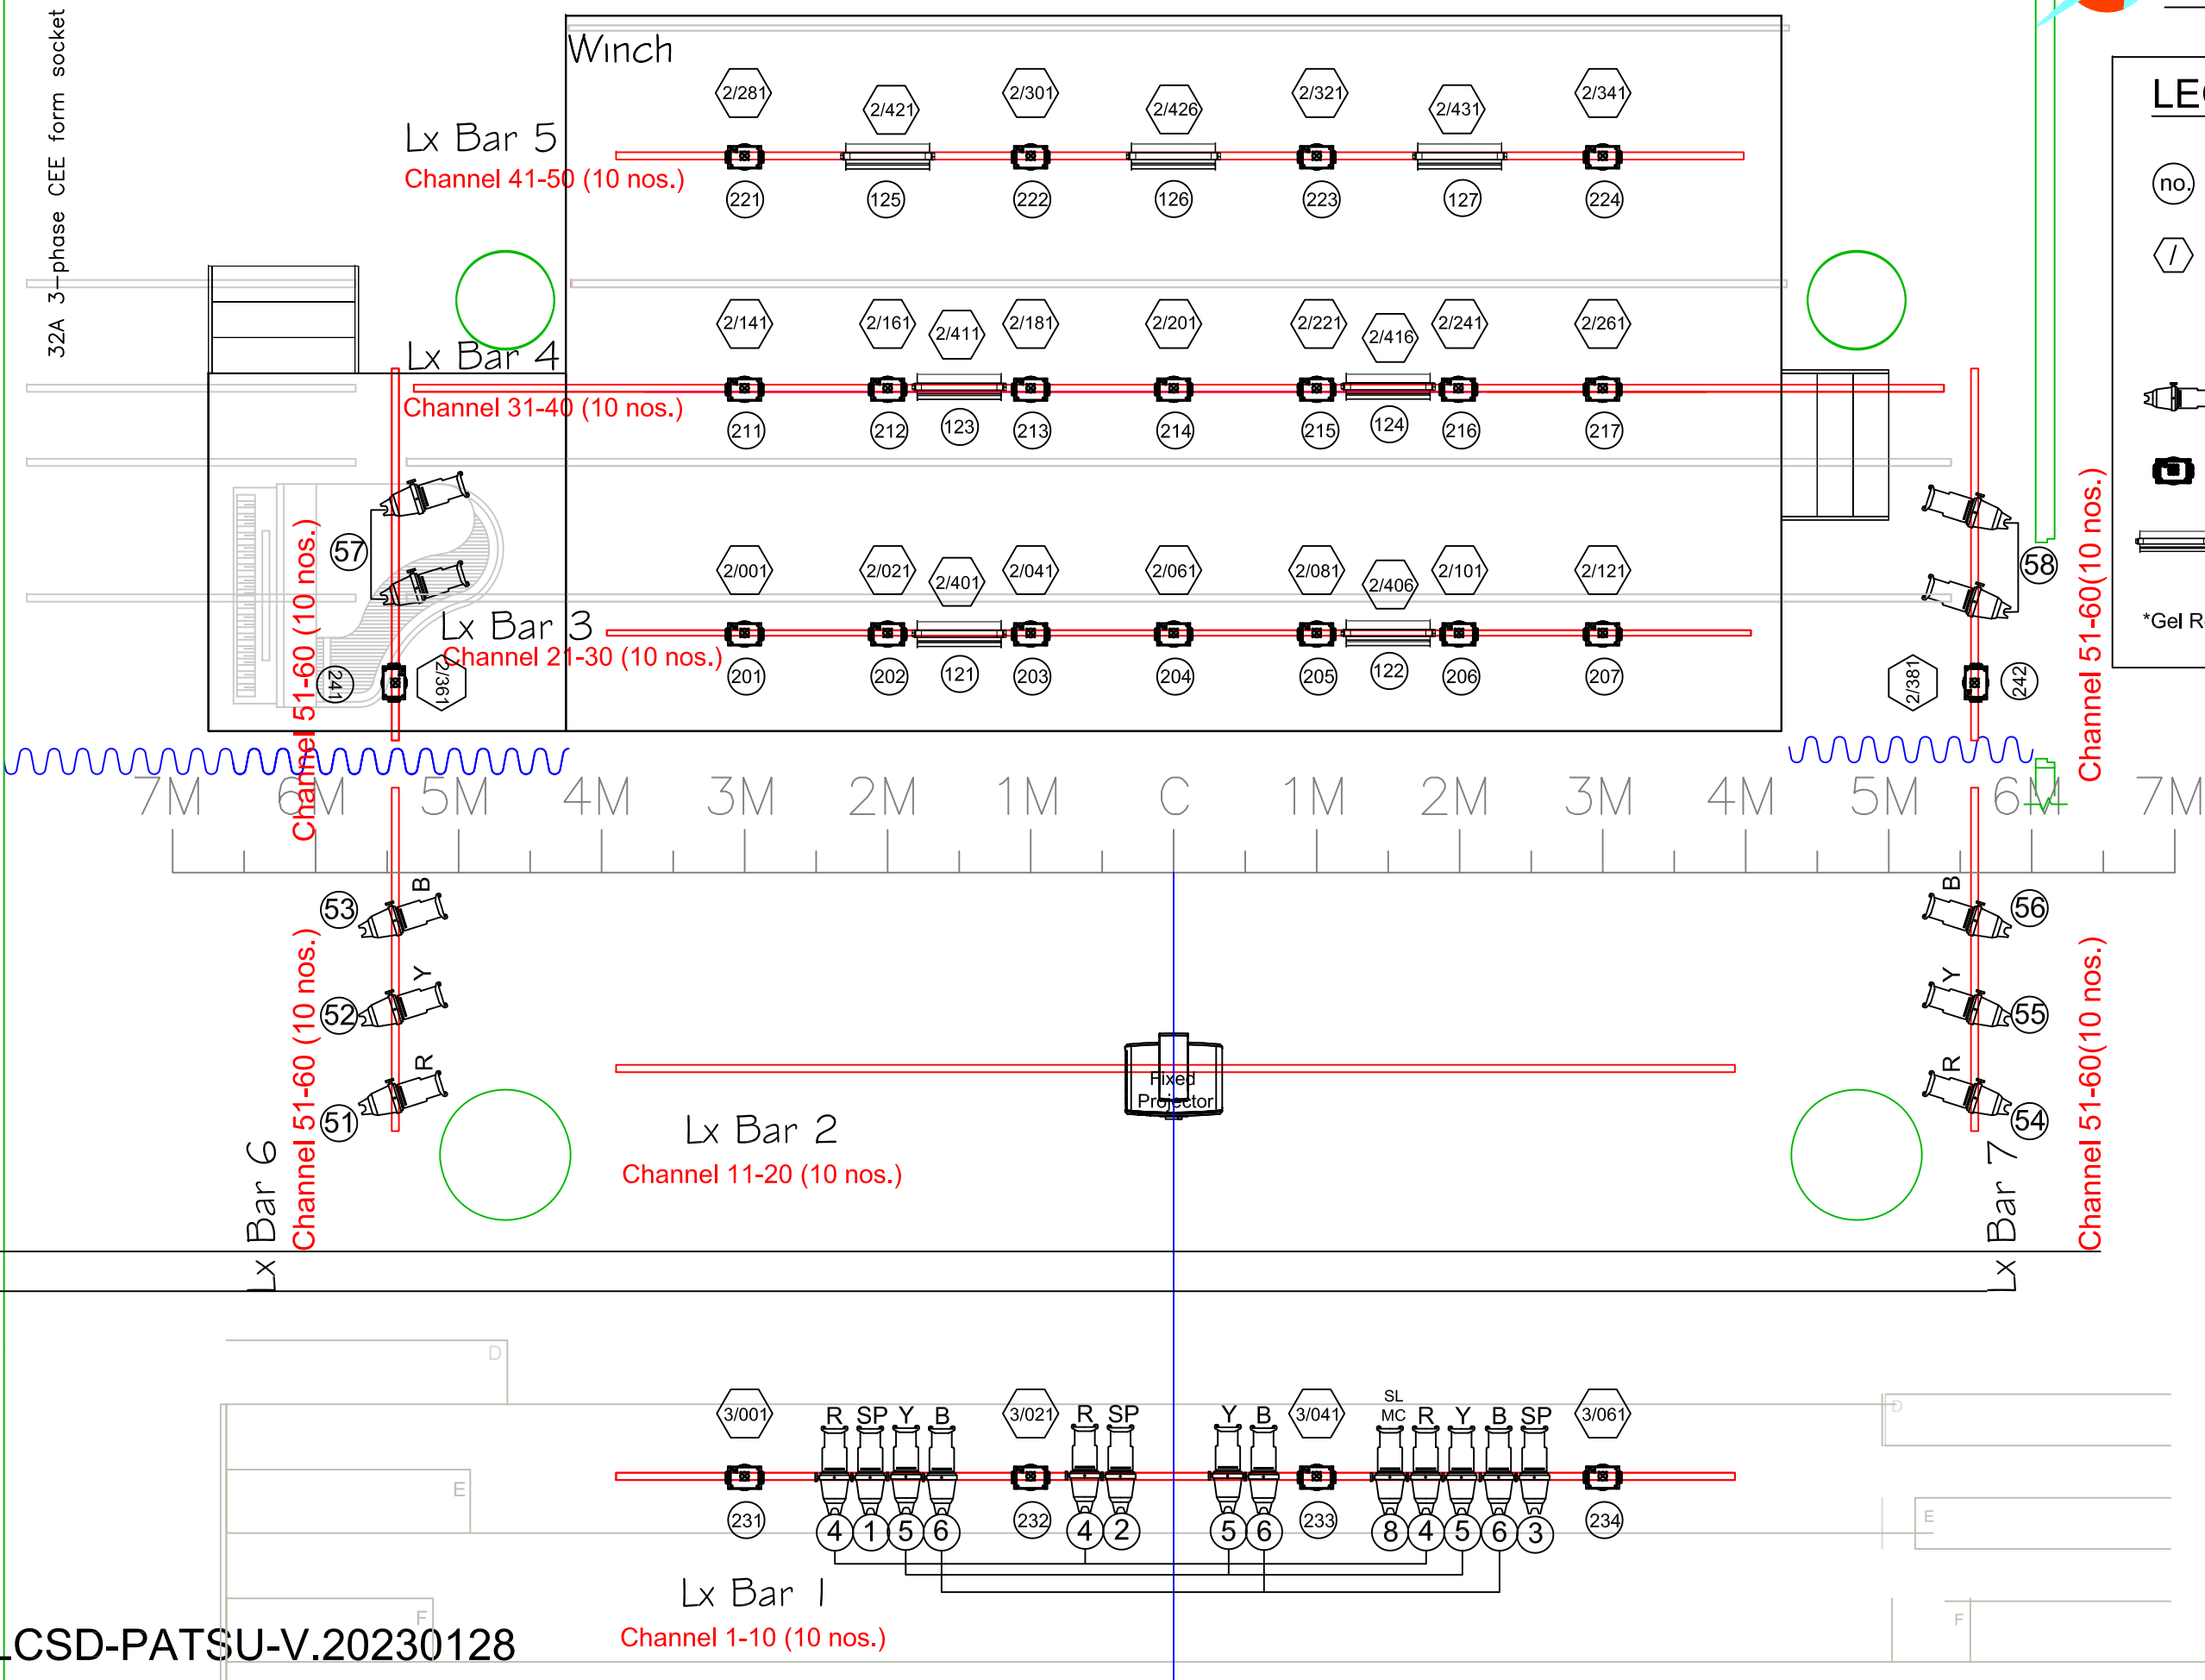 32A 3-phase CEE form socket
Winch
2/281 2/421 2/301 2/426 2/321 2/431 2/341
Lx Bar 5
Channel 41-50 (10 nos.)
221 125 222 126 223 127 224
no.
/
2/141 2/161 2/411 2/181 2/201 2/221 2/416 2/241 2/261
Lx Bar 4
Channel 31-40 (10 nos.)
211 212 123 213 214 215 124 216 217
57
58
Channel 51-60 (10 nos.)
Channel 51-60(10 nos.)
2/001 2/021 2/401 2/041 2/061 2/081 2/406 2/101 2/121
Lx Bar 3
Channel 21-30 (10 nos.)
201 202 121 203 204 205 122 206 207
241 2/361
2/381 242
*Gel
7M 6M 5M 4M 3M 2M 1M C 1M 2M 3M 4M 5M 6M 7M
53 B
B 56
52 Y
Y 55
51 R
R 54
Channel 51-60 (10 nos.)
Channel 51-60(10 nos.)
Fixed
Projector
Lx Bar 2
Channel 11-20 (10 nos.)
Lx Bar 6
Lx Bar 7
D
D
3/001 R SP Y B 3/021 R SP Y B 3/041 SL
MC R Y B SP 3/061
E
E
231 4 1 5 6 232 4 2 5 6 233 8 4 5 6 3 234
Lx Bar 1
Channel 1-10 (10 nos.)
F
F
LCSD-PATSU-V.20230128